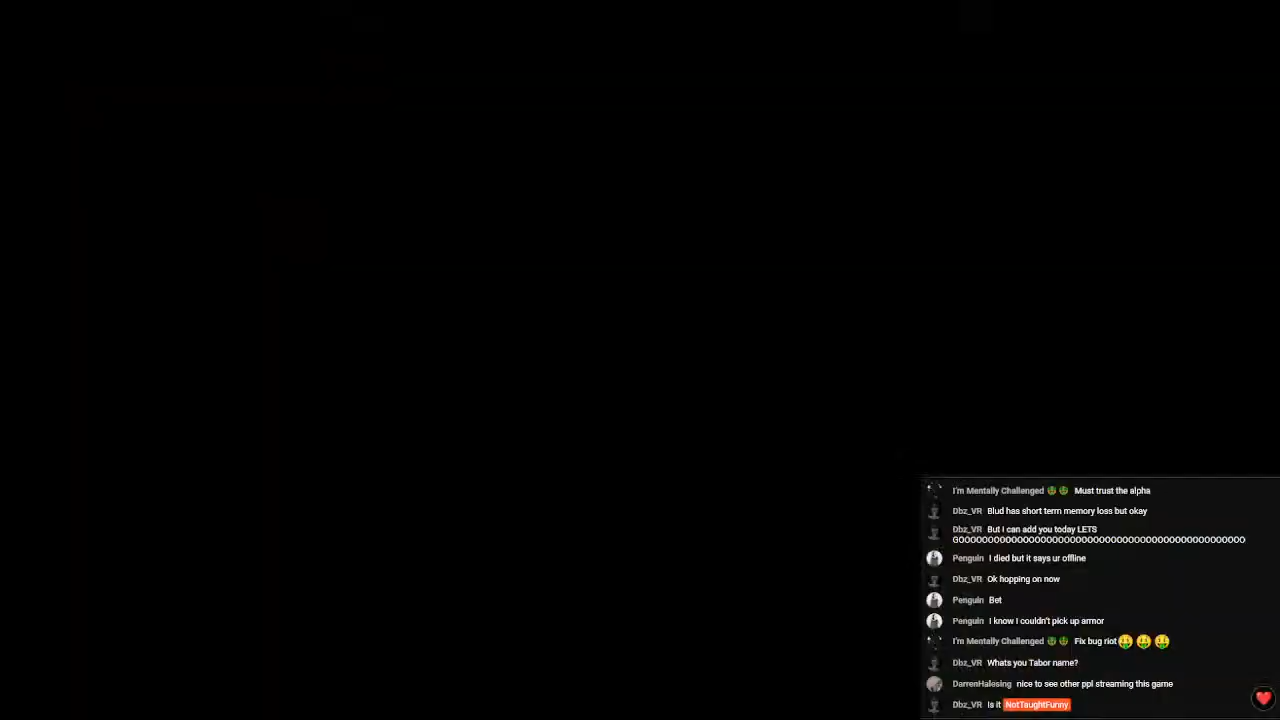 I'm Mentally Challenged Must trust the alpha
Dbz_VR Blud has short term memory loss but okay
Dbz_VR But I can add you today LETS
GOOOOOOOOOOOOOOOOOOOOOOOOOOOOOOOOOOOOOOOOOOOOOOOOO
Penguin I died but it says ur offline
Dbz_VR Ok hopping on now
Penguin Bet
Penguin I know I couldn't pick up armor
I'm Mentally Challenged Fix bug riot🤑🤑🤑
Dbz_VR Whats you Tabor name?
DarrenHalesing nice to see other ppl streaming this game
Dbz_VR Is it NotTaughtFunny